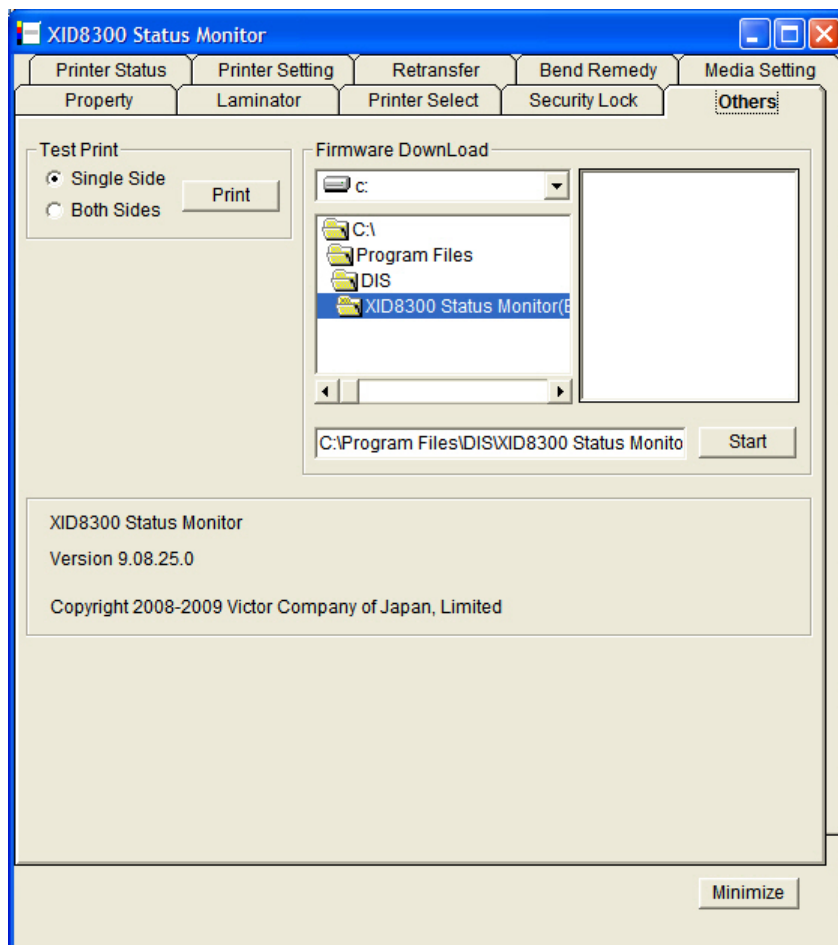 XID8300 Status Monitor
Printer Status Printer Setting Retransfer Bend Remedy Media Setting
Property Laminator Printer Select Security Lock Others
Test Print
Single Side
Both Sides
Print
Firmware DownLoad
c:
C:\
Program Files
DIS
XID8300 Status Monitor(E
C:\Program Files\DIS\XID8300 Status Monito
Start
XID8300 Status Monitor
Version 9.08.25.0
Copyright 2008-2009 Victor Company of Japan, Limited
Minimize